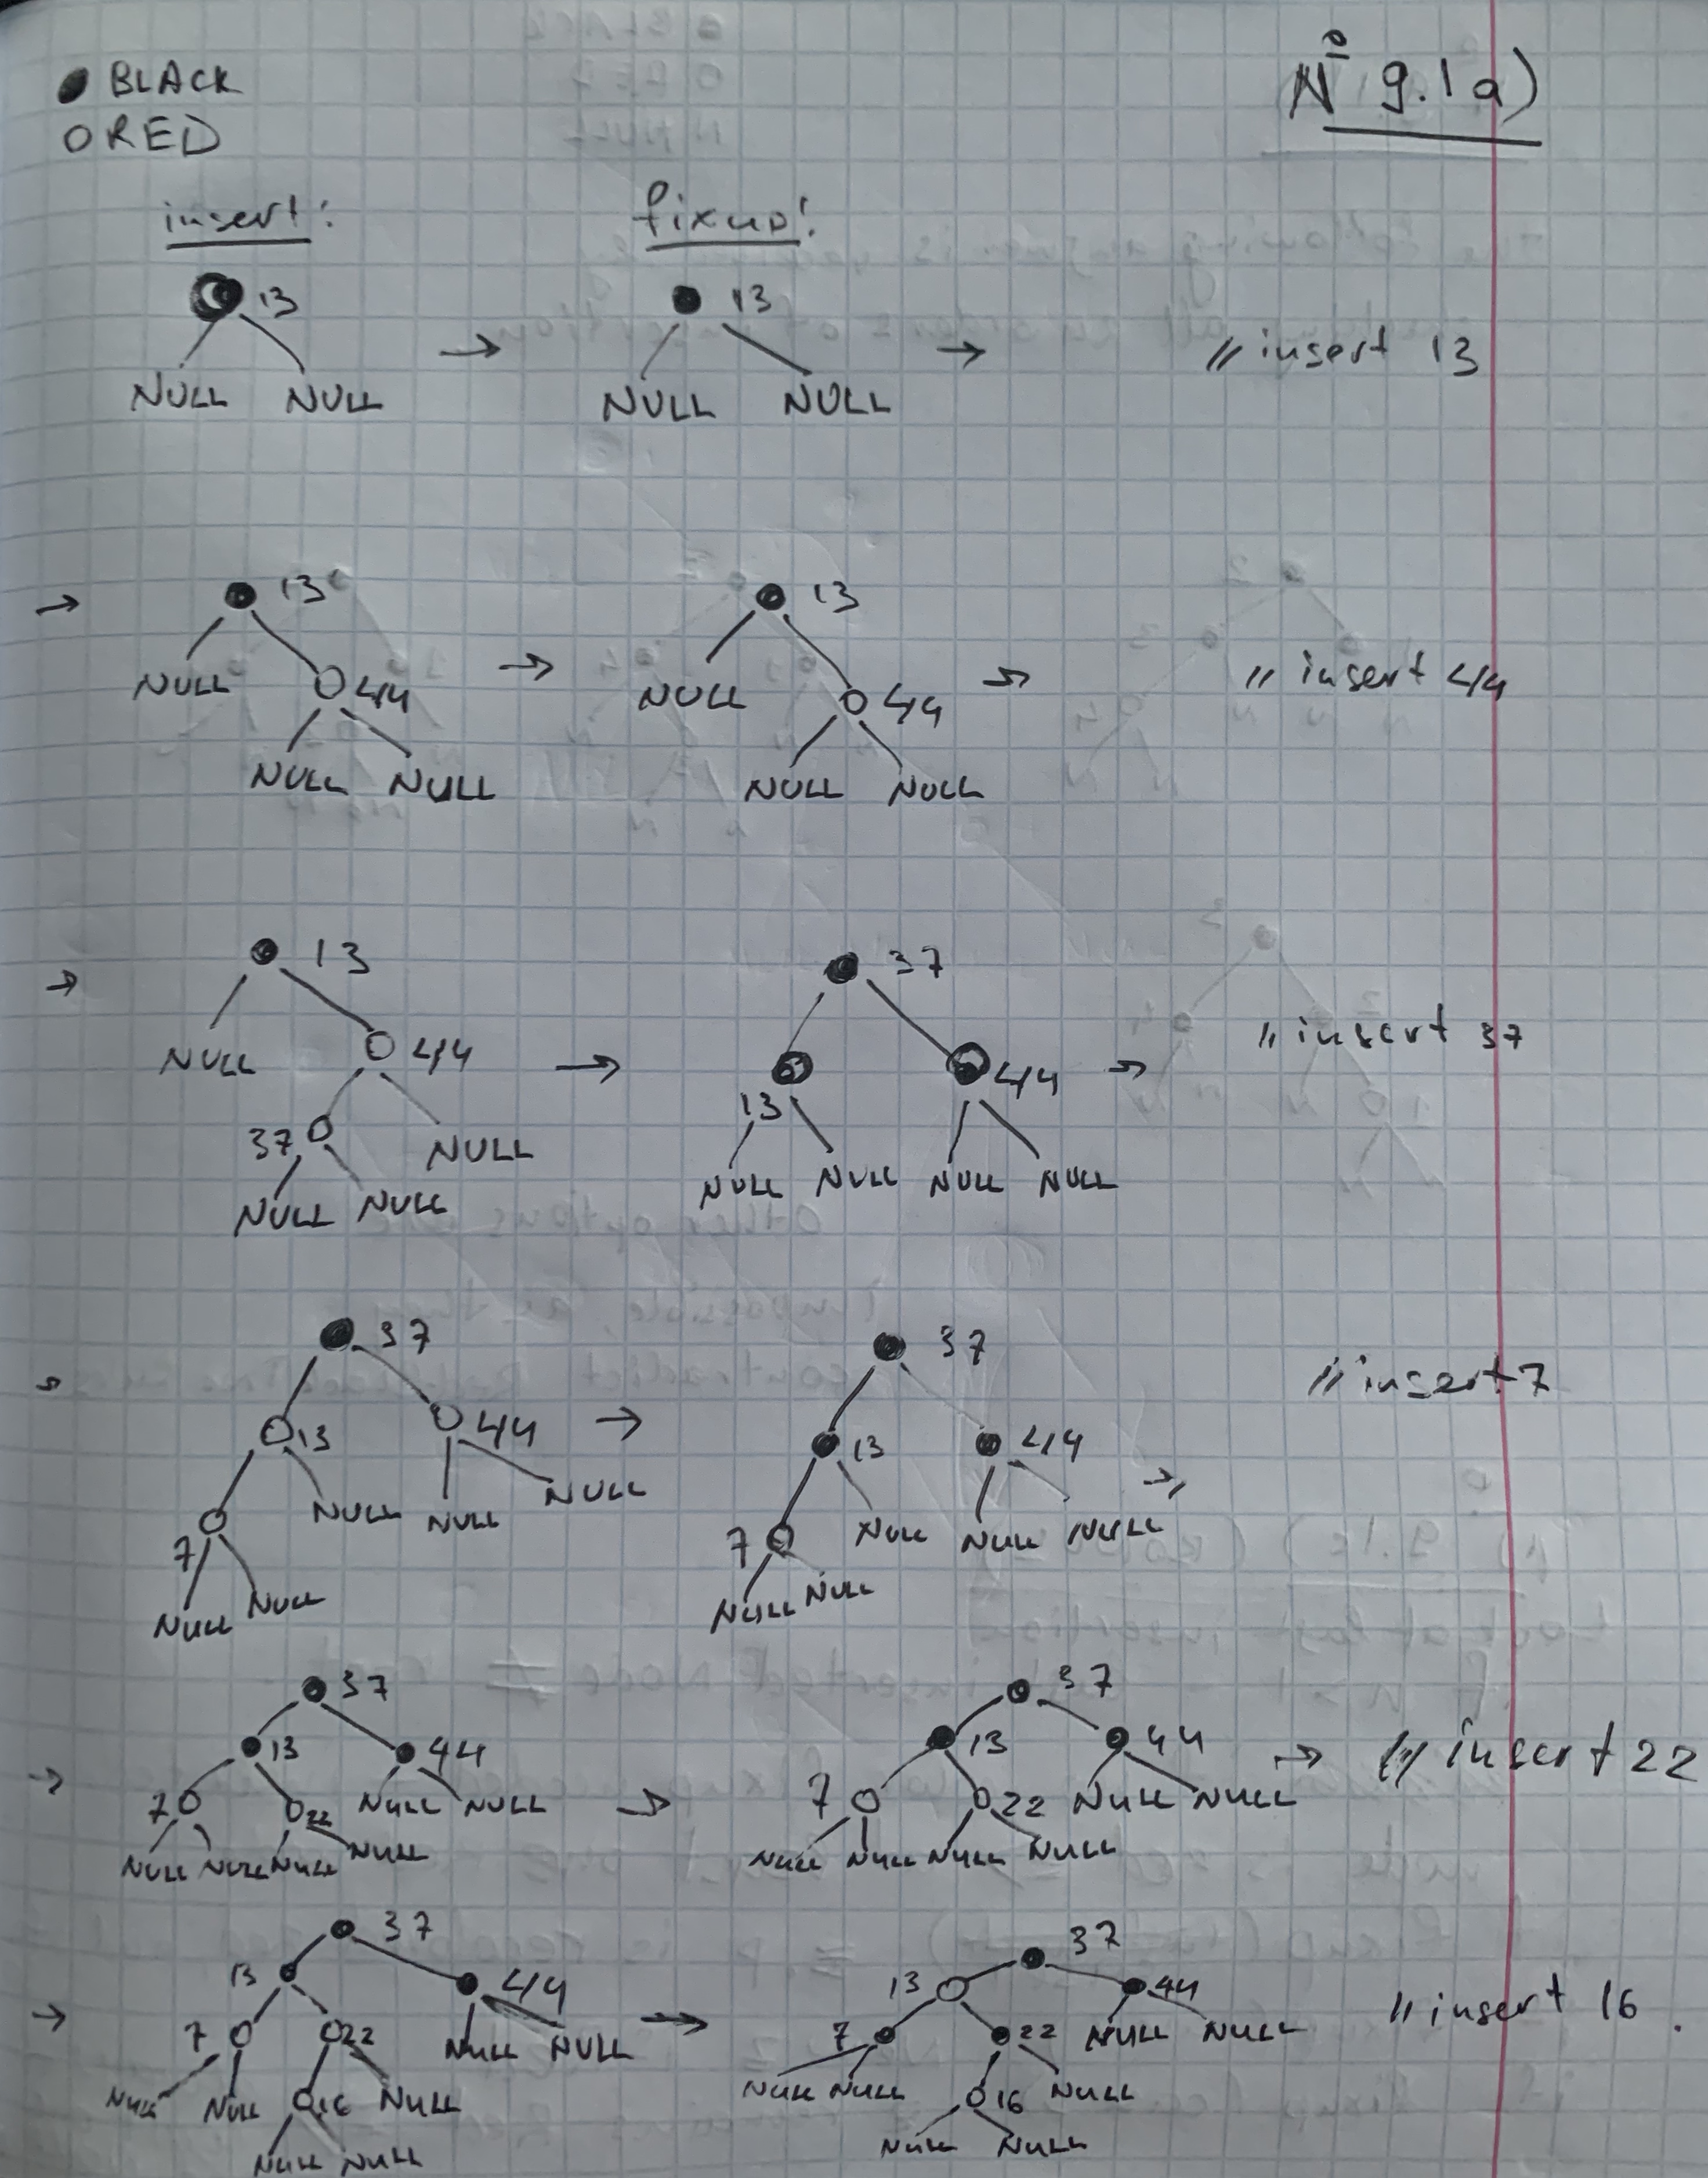 № 9.1a)
● BLACK
O RED
insert: fixup:
13 13
→ → // insert 13
NULL NULL NULL NULL
→ 13 13
NULL 44 → NULL 44 → // insert 44
NULL NULL NULL NULL
13 37
→ NULL 44 → 13 44 → // insert 37
37 NULL
NULL NULL NULL NULL NULL NULL
37 37
→ 13 44 → 13 44 // insert 7
7 NULL NULL NULL 7 NULL NULL NULL →
NULL NULL NULL NULL
37 37
→ 13 44 13 44 → // insert 22
7 22 NULL NULL → 7 22 NULL NULL
NULL NULL NULL NULL NULL NULL NULL NULL
37 37
13 44 13 44
→ 7 22 NULL NULL → 7 22 NULL NULL // insert 16.
NULL NULL 16 NULL NULL NULL 16 NULL
NULL NULL NULL NULL